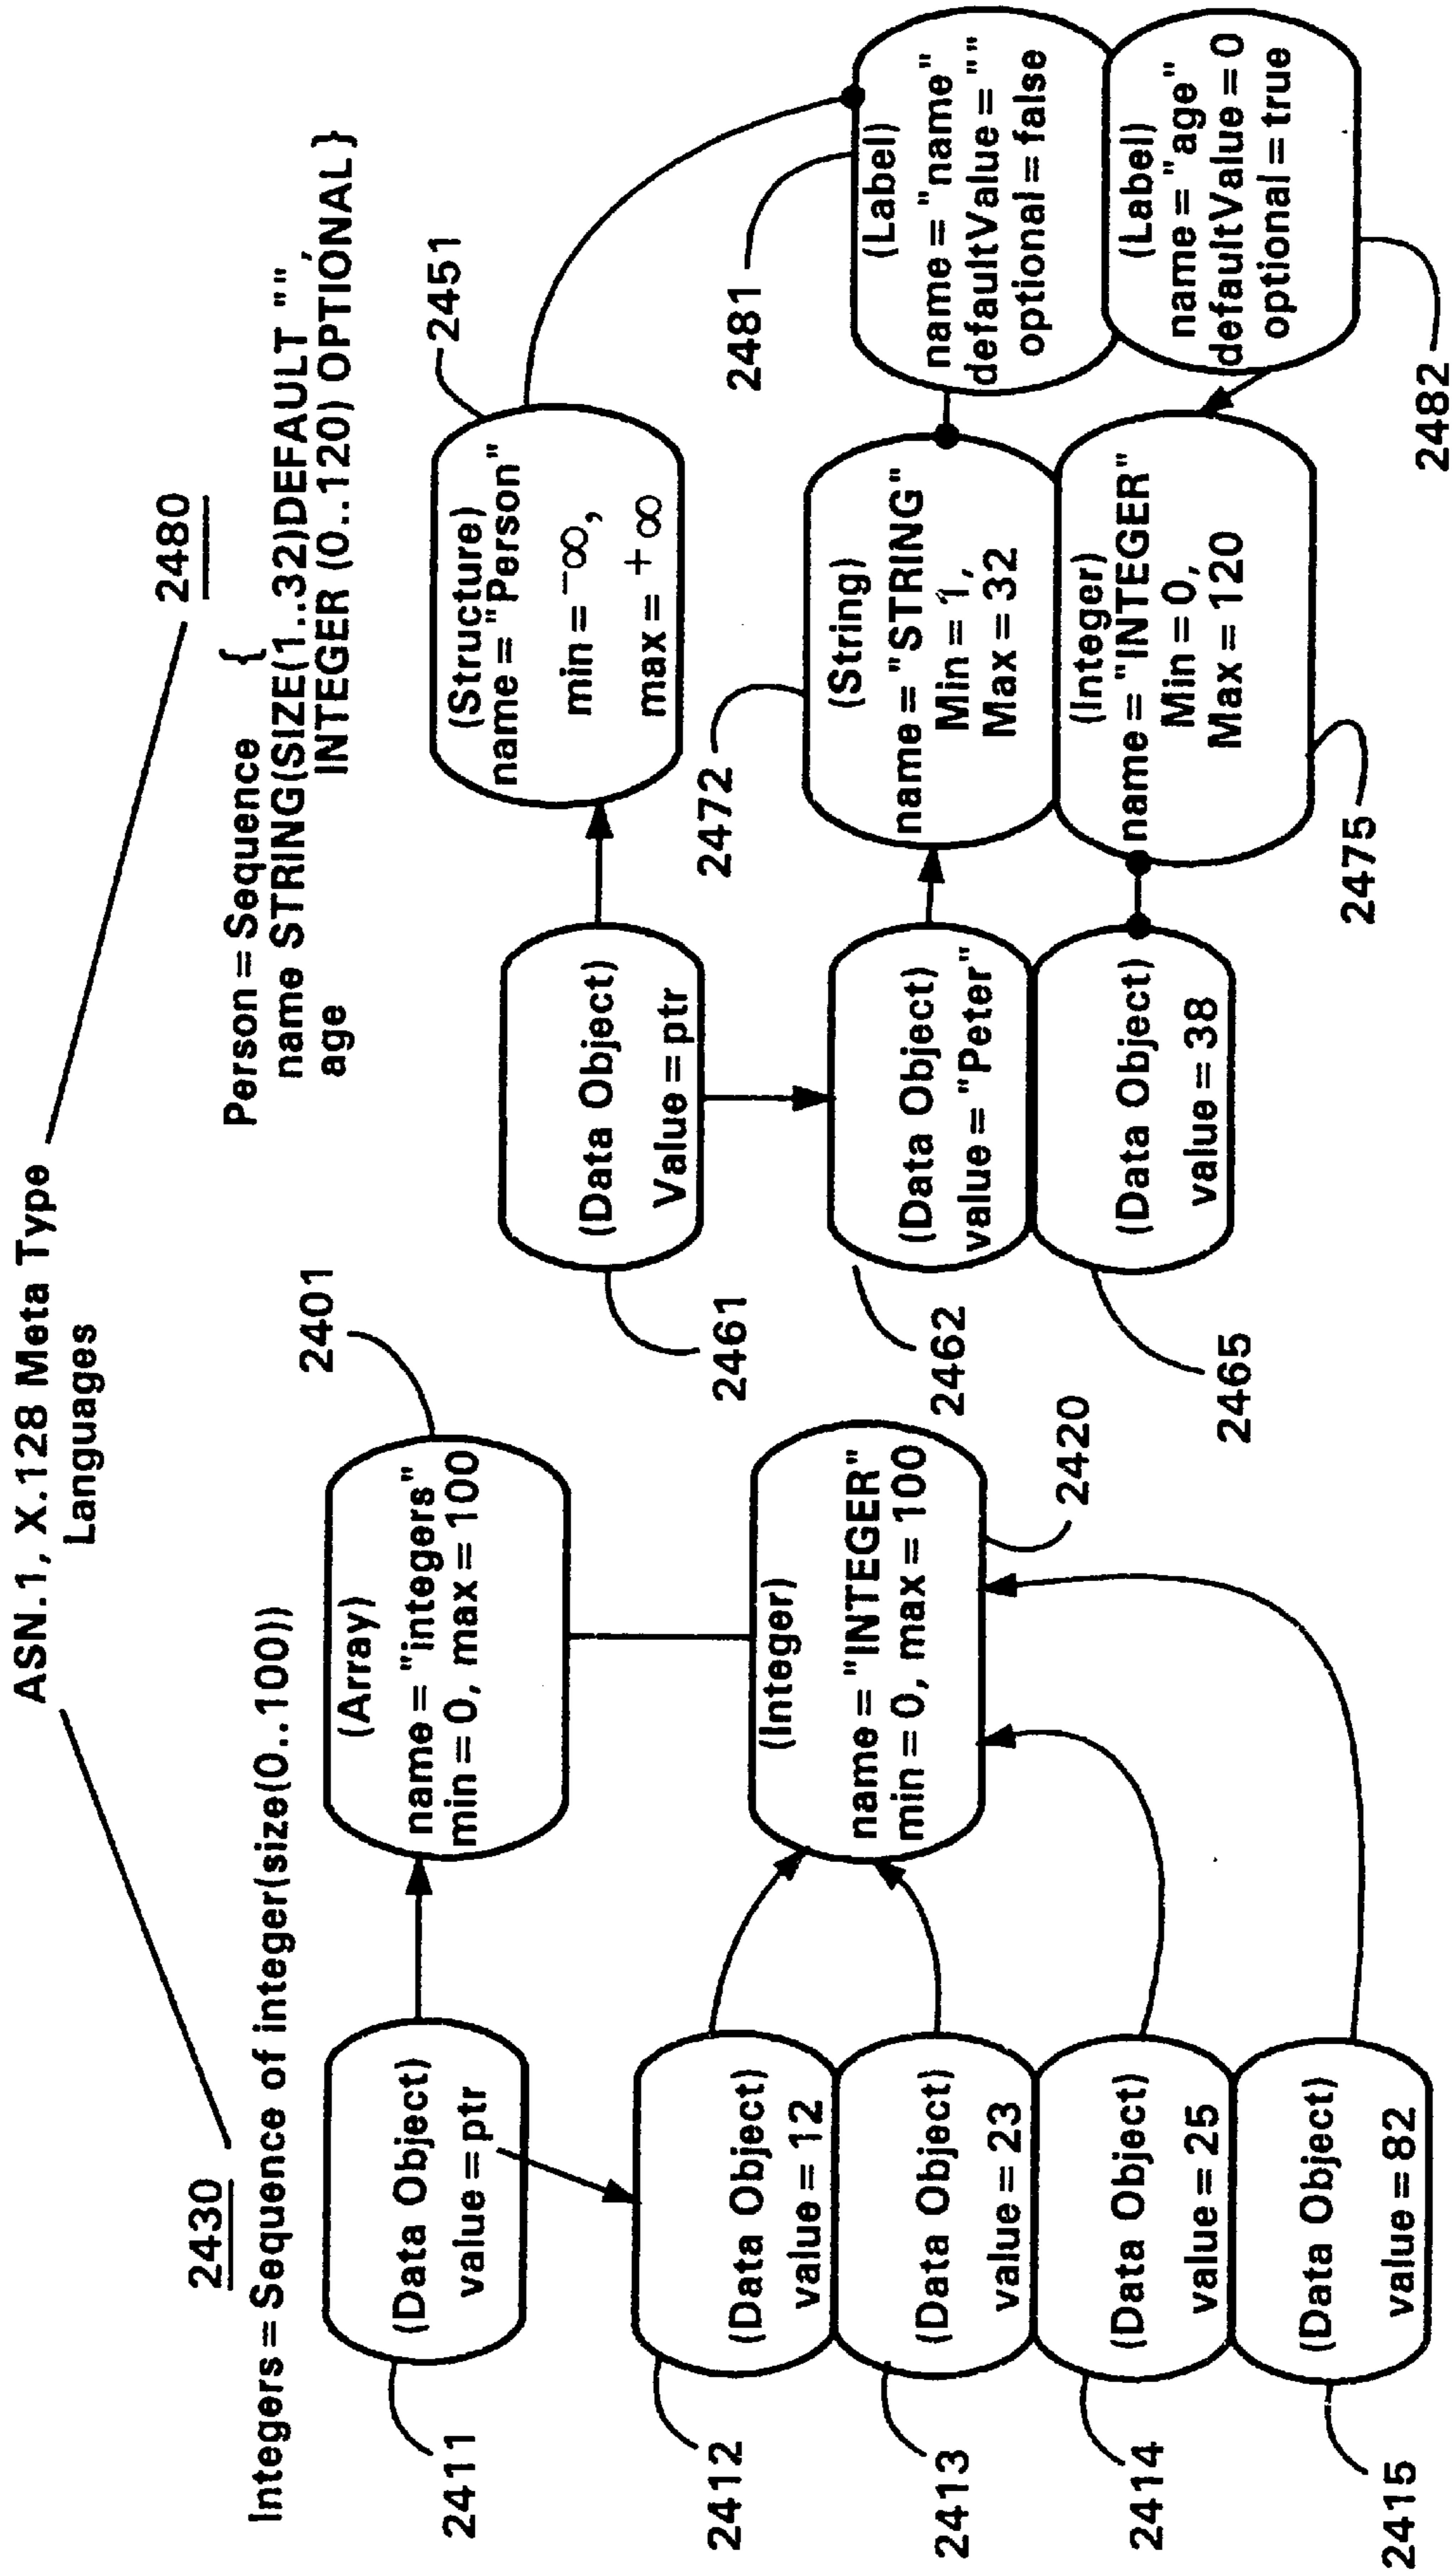 ASN.1, X.128 Meta Type
Languages
2430
Integers = Sequence of integer(size(0..100))
2411
(Data Object)
value = ptr
2401
(Array)
name = "integers"
min = 0, max = 100
2412
(Data Object)
value = 12
2413
(Data Object)
value = 23
2414
(Data Object)
value = 25
2415
(Data Object)
value = 82
(Integer)
name = "INTEGER"
min = 0, max = 100
2420
2480
Person = Sequence {
name STRING(SIZE(1..32)DEFAULT "",
age INTEGER (0..120) OPTIONAL}
2461
(Data Object)
Value = ptr
2451
(Structure)
name = "Person"
min = -∞,
max = +∞
2462
(Data Object)
value = "Peter"
2465
(Data Object)
value = 38
2472
(String)
name = "STRING"
Min = 1,
Max = 32
(Integer)
name = "INTEGER"
Min = 0,
Max = 120
2475
2481
(Label)
name = "name"
defaultValue = ""
optional = false
(Label)
name = "age"
defaultValue = 0
optional = true
2482